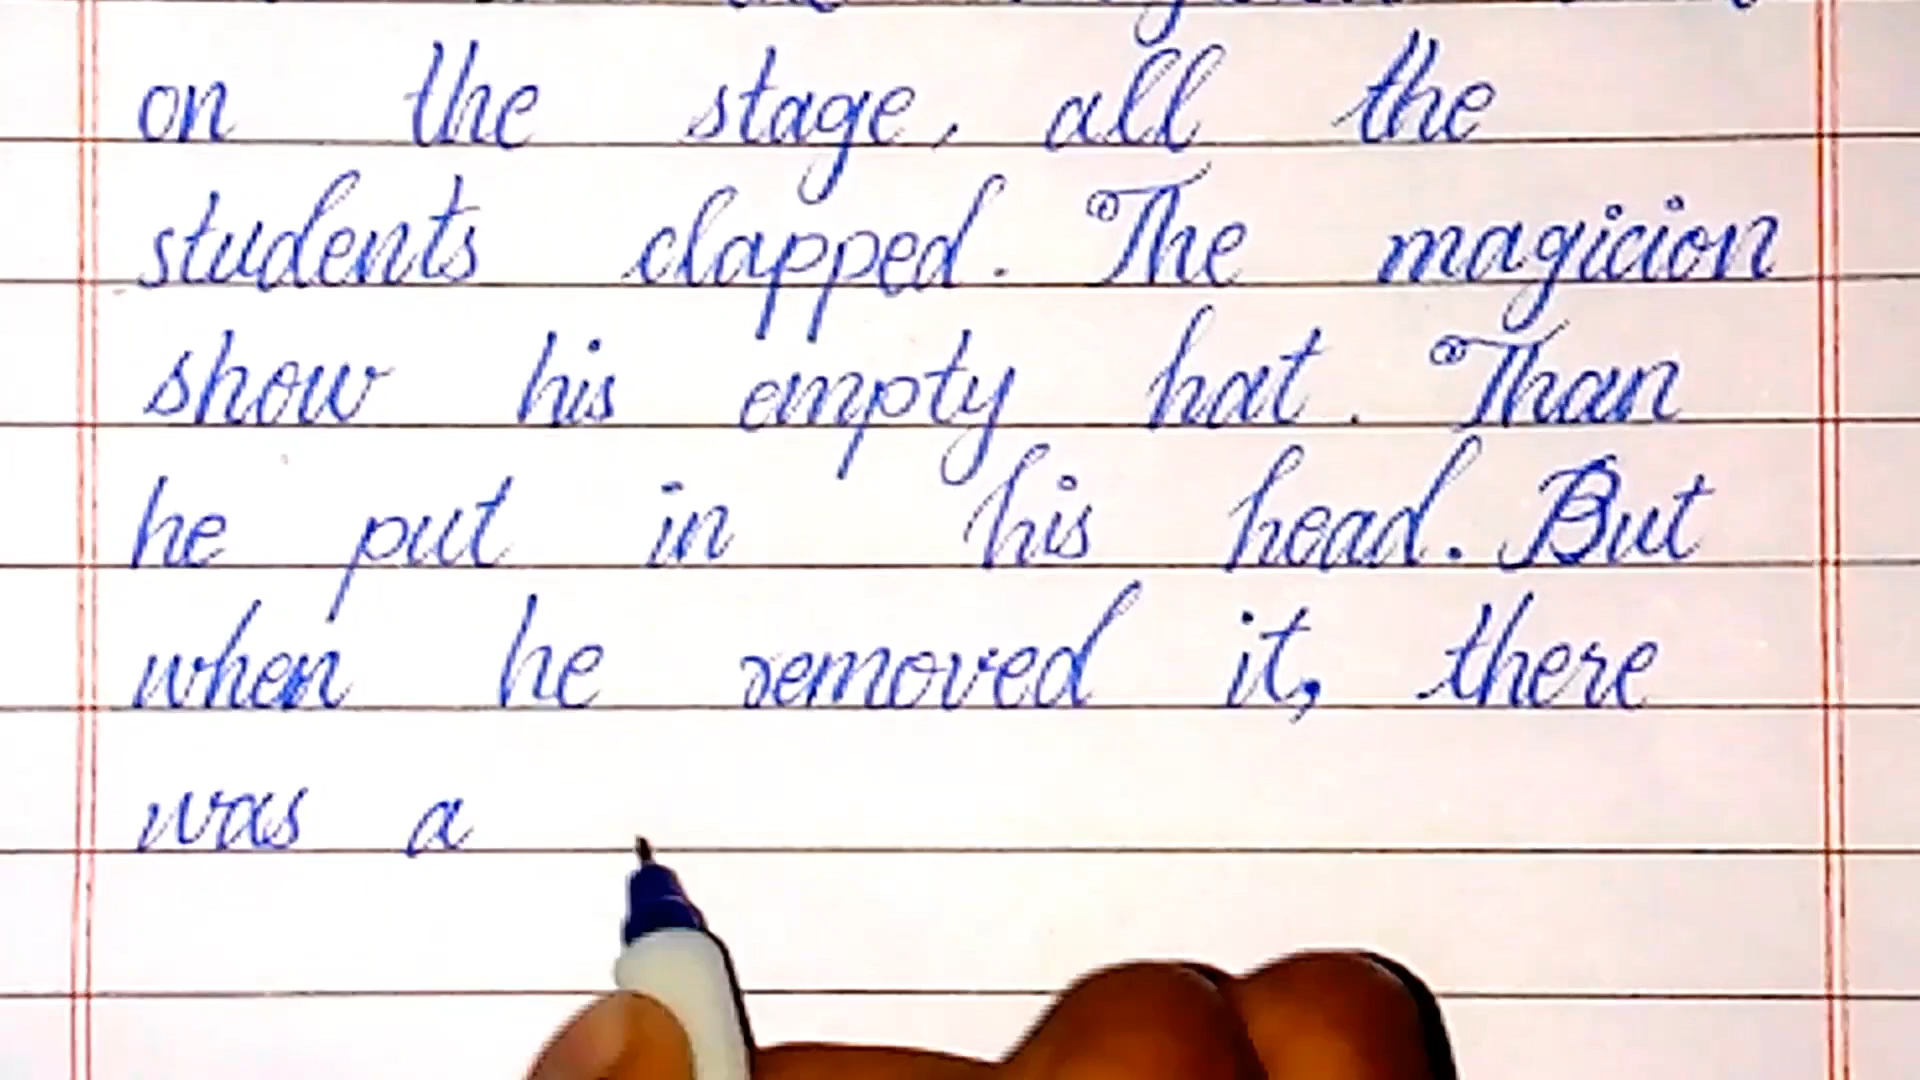 on the stage, all the
students clapped. The magicion
show his empty hat. Than
he put in his head. But
when he removed it, there
was a